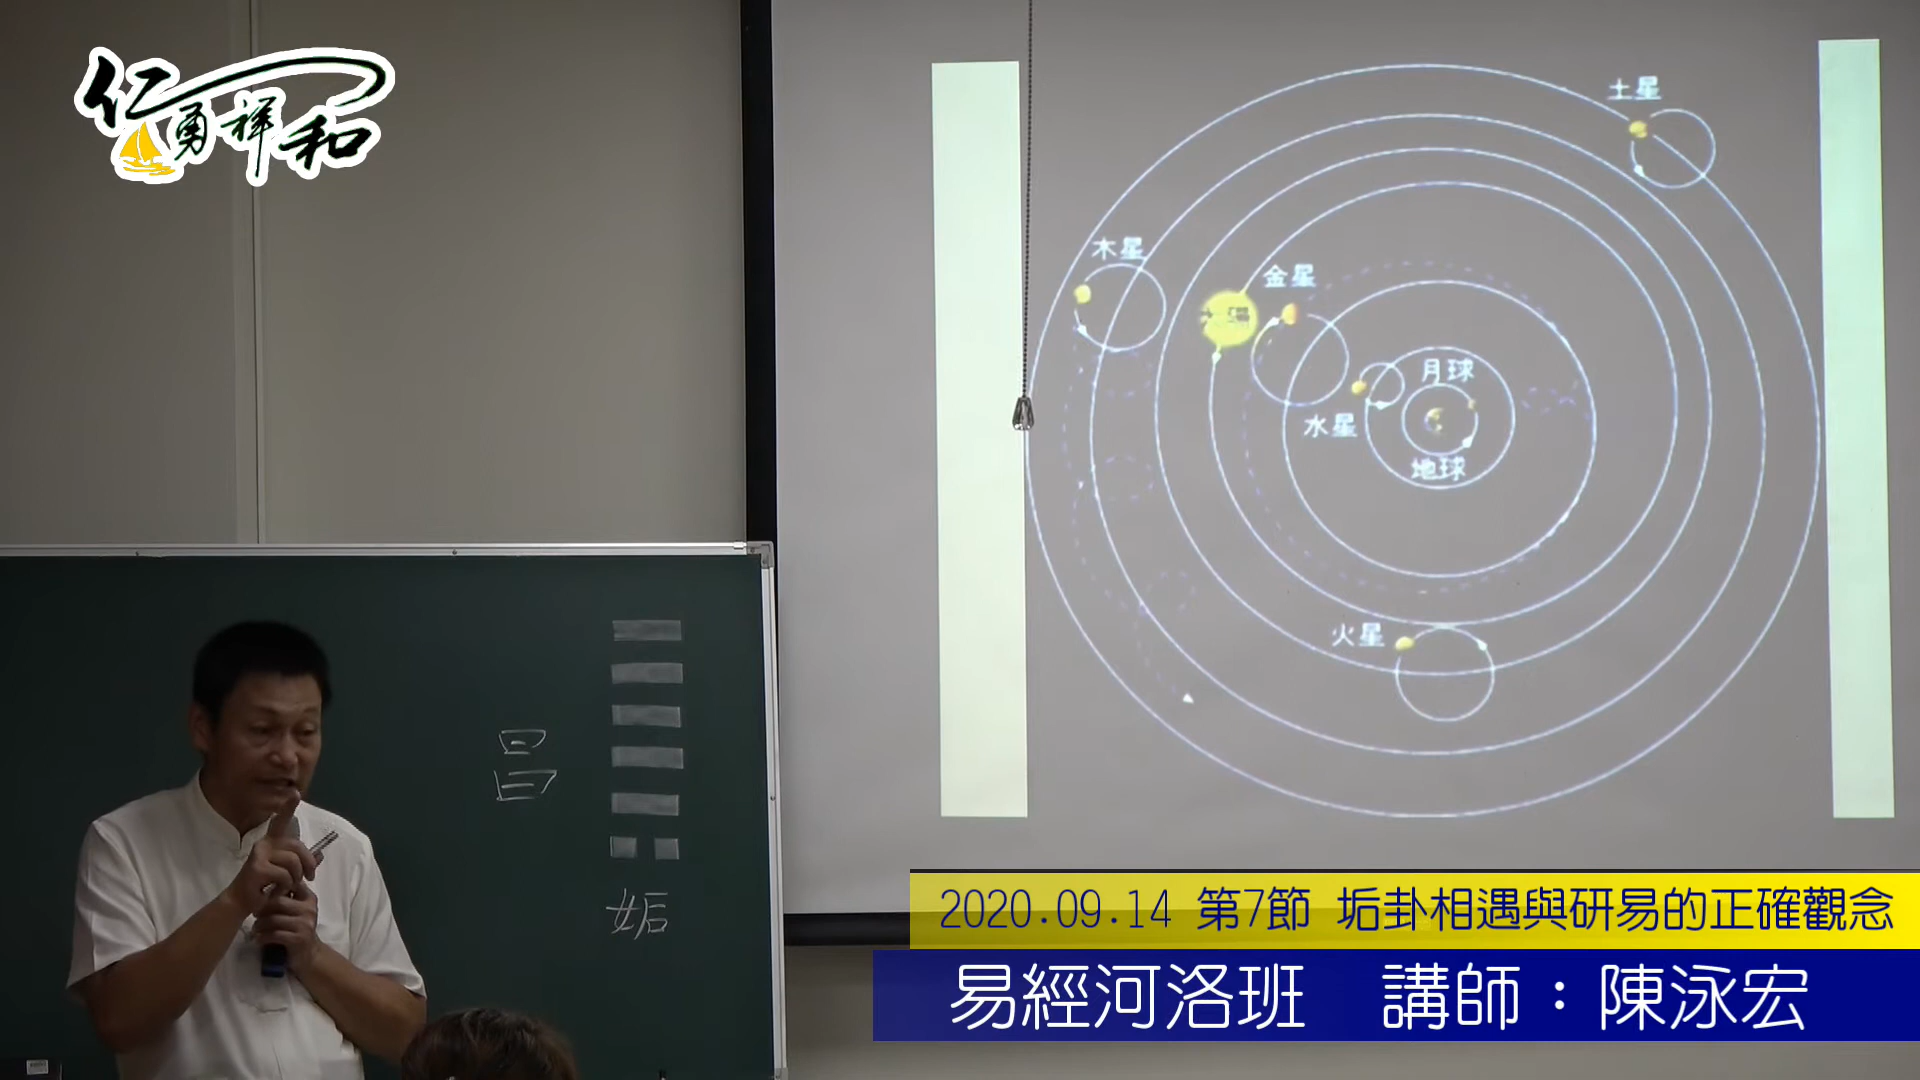 仁勇祥和
土星
木星
金星
太陽
月球
水星
地球
火星
昌
姤
2020.09.14 第7節 垢卦相遇與研易的正確觀念
易經河洛班 講師：陳泳宏